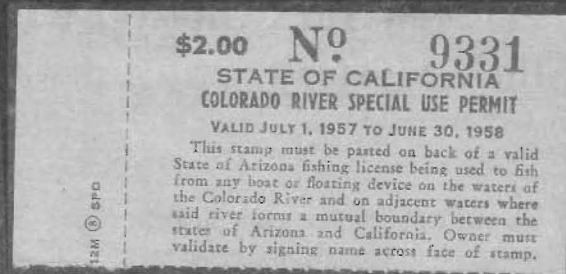 $2.00 Nº 9331
STATE OF CALIFORNIA
COLORADO RIVER SPECIAL USE PERMIT
VALID JULY 1, 1957 TO JUNE 30, 1958
This stamp must be pasted on back of a valid
State of Arizona fishing license being used to fish
from any boat or floating device on the waters of
the Colorado River and on adjacent waters where
said river forms a mutual boundary between the
states of Arizona and California. Owner must
validate by signing name across face of stamp.
12M Ⓡ SPO